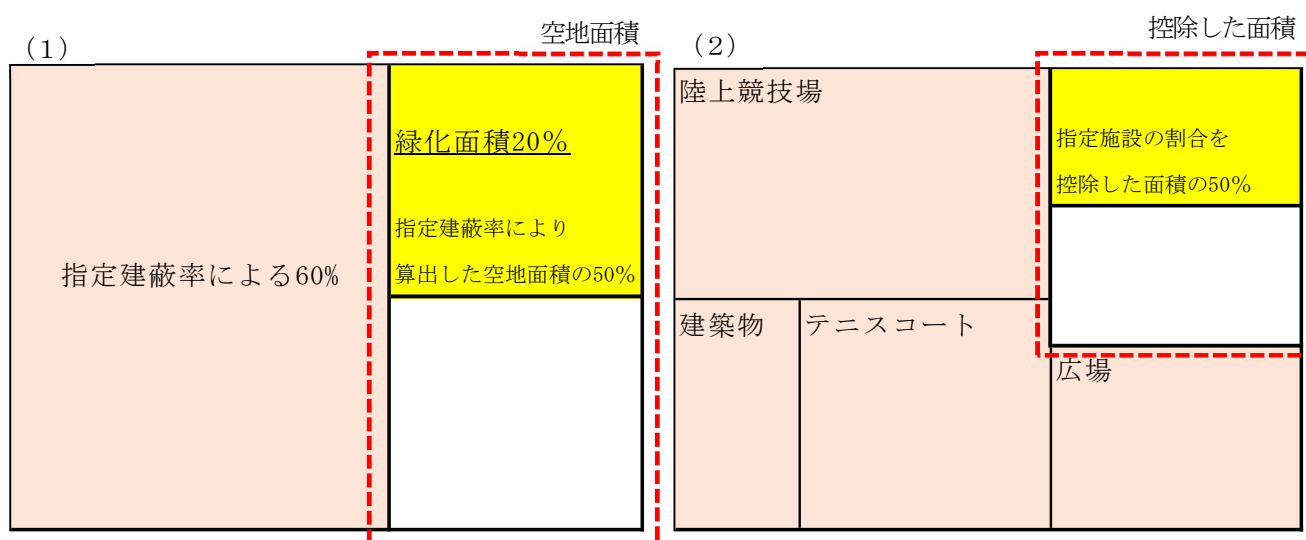 (1)
空地面積
緑化面積20%
指定建蔽率により
算出した空地面積の50%
指定建蔽率による60%
(2)
控除した面積
陸上競技場
指定施設の割合を
控除した面積の50%
建築物
テニスコート
広場